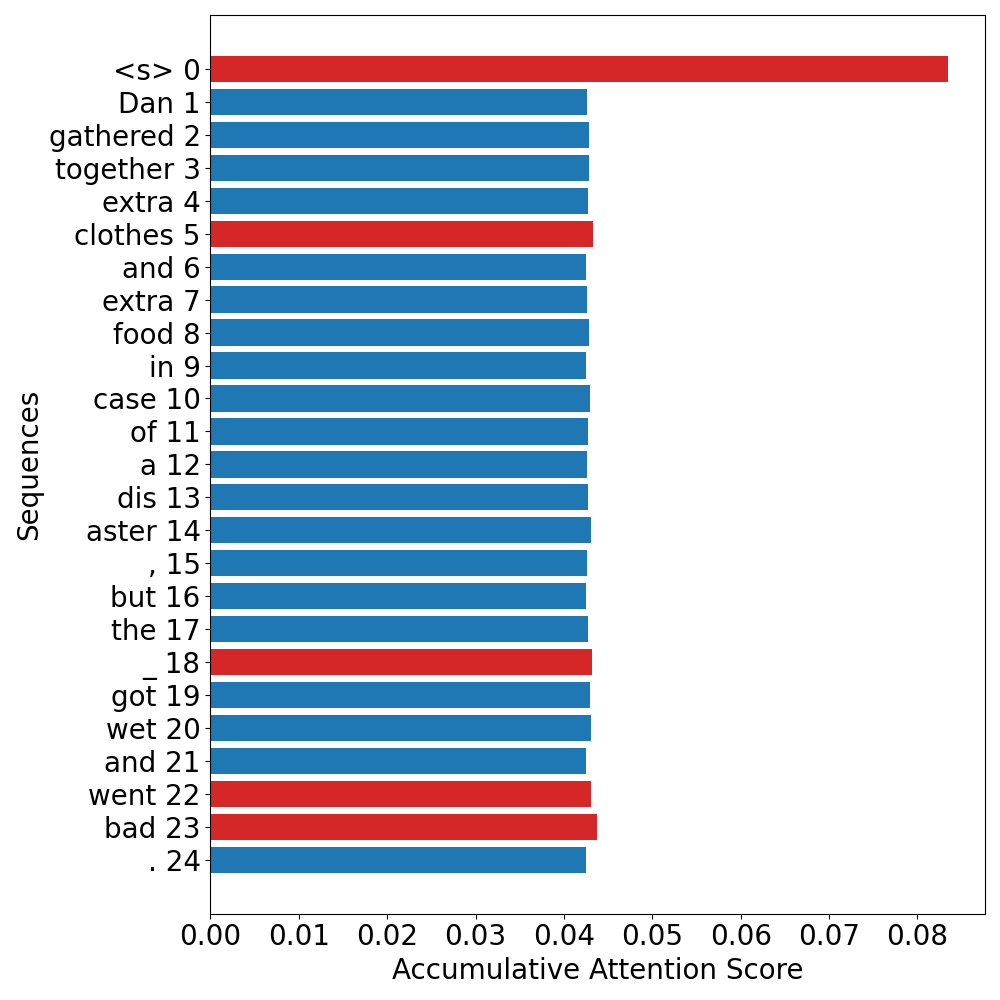 <s> 0
Dan 1
gathered 2
together 3
extra 4
clothes 5
and 6
extra 7
food 8
in 9
case 10
of 11
a 12
dis 13
aster 14
, 15
but 16
the 17
_ 18
got 19
wet 20
and 21
went 22
bad 23
. 24
Sequences
0.00 0.01 0.02 0.03 0.04 0.05 0.06 0.07 0.08
Accumulative Attention Score